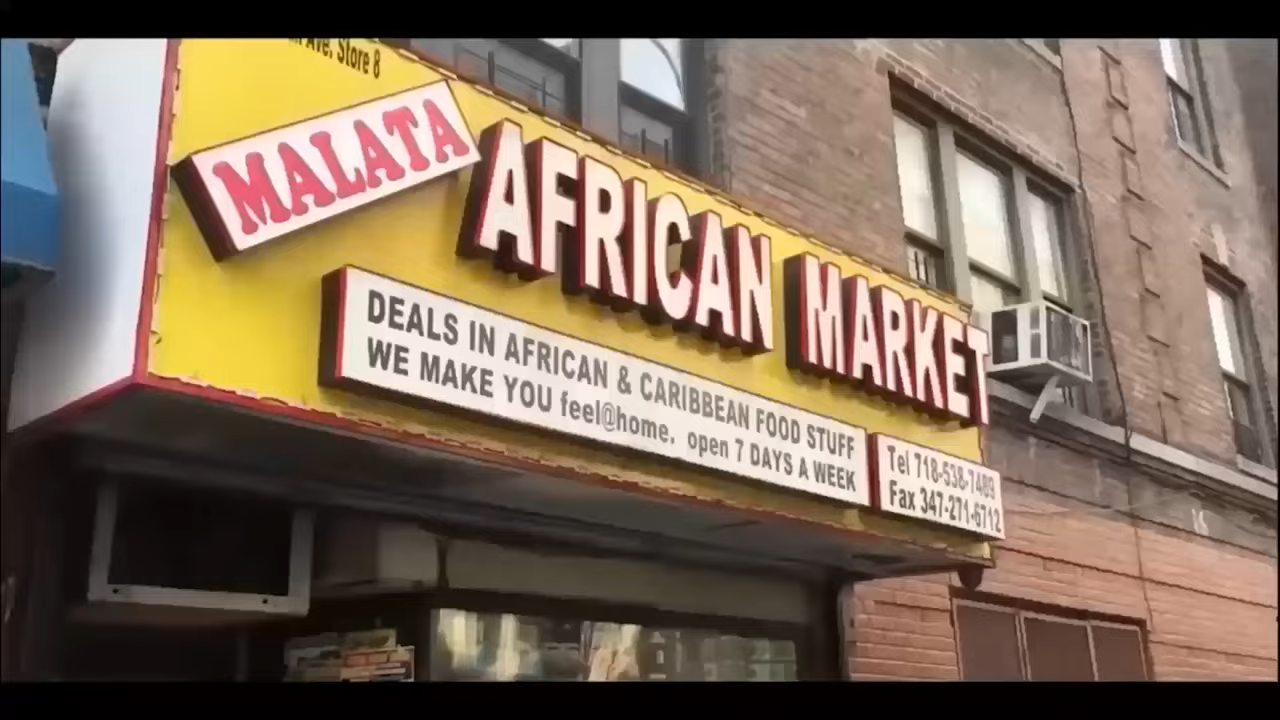 Ave, Store 8
MALATA
AFRICAN MARKET
DEALS IN AFRICAN & CARIBBEAN FOOD STUFF
WE MAKE YOU feel@home, open 7 DAYS A WEEK
Tel 718-538-7489
Fax 347-271-6712